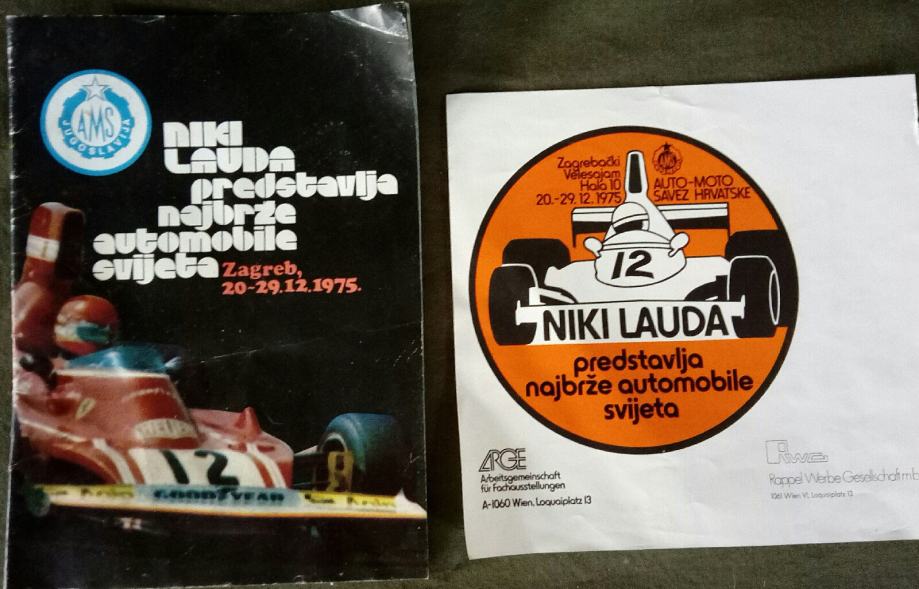 AMS
JUGOSLAVIJA
NIKI
LAUDA
predstavlja
najbrže
automobile
svijeta Zagreb,
20-29.12.1975.
12
GOODYEAR
Zagrebački
Velesajam
Hala 10
20.-29. 12. 1975
AMS
AUTO-MOTO
SAVEZ HRVATSKE
12
NIKI LAUDA
predstavlja
najbrže automobile
svijeta
ARGE
Arbeitsgemeinschaft
für Fachausstellungen
A-1060 Wien, Loquaiplatz 13
Rappel Werbe Gesellschaft m b
1061 Wien VI, Loquaiplatz 12